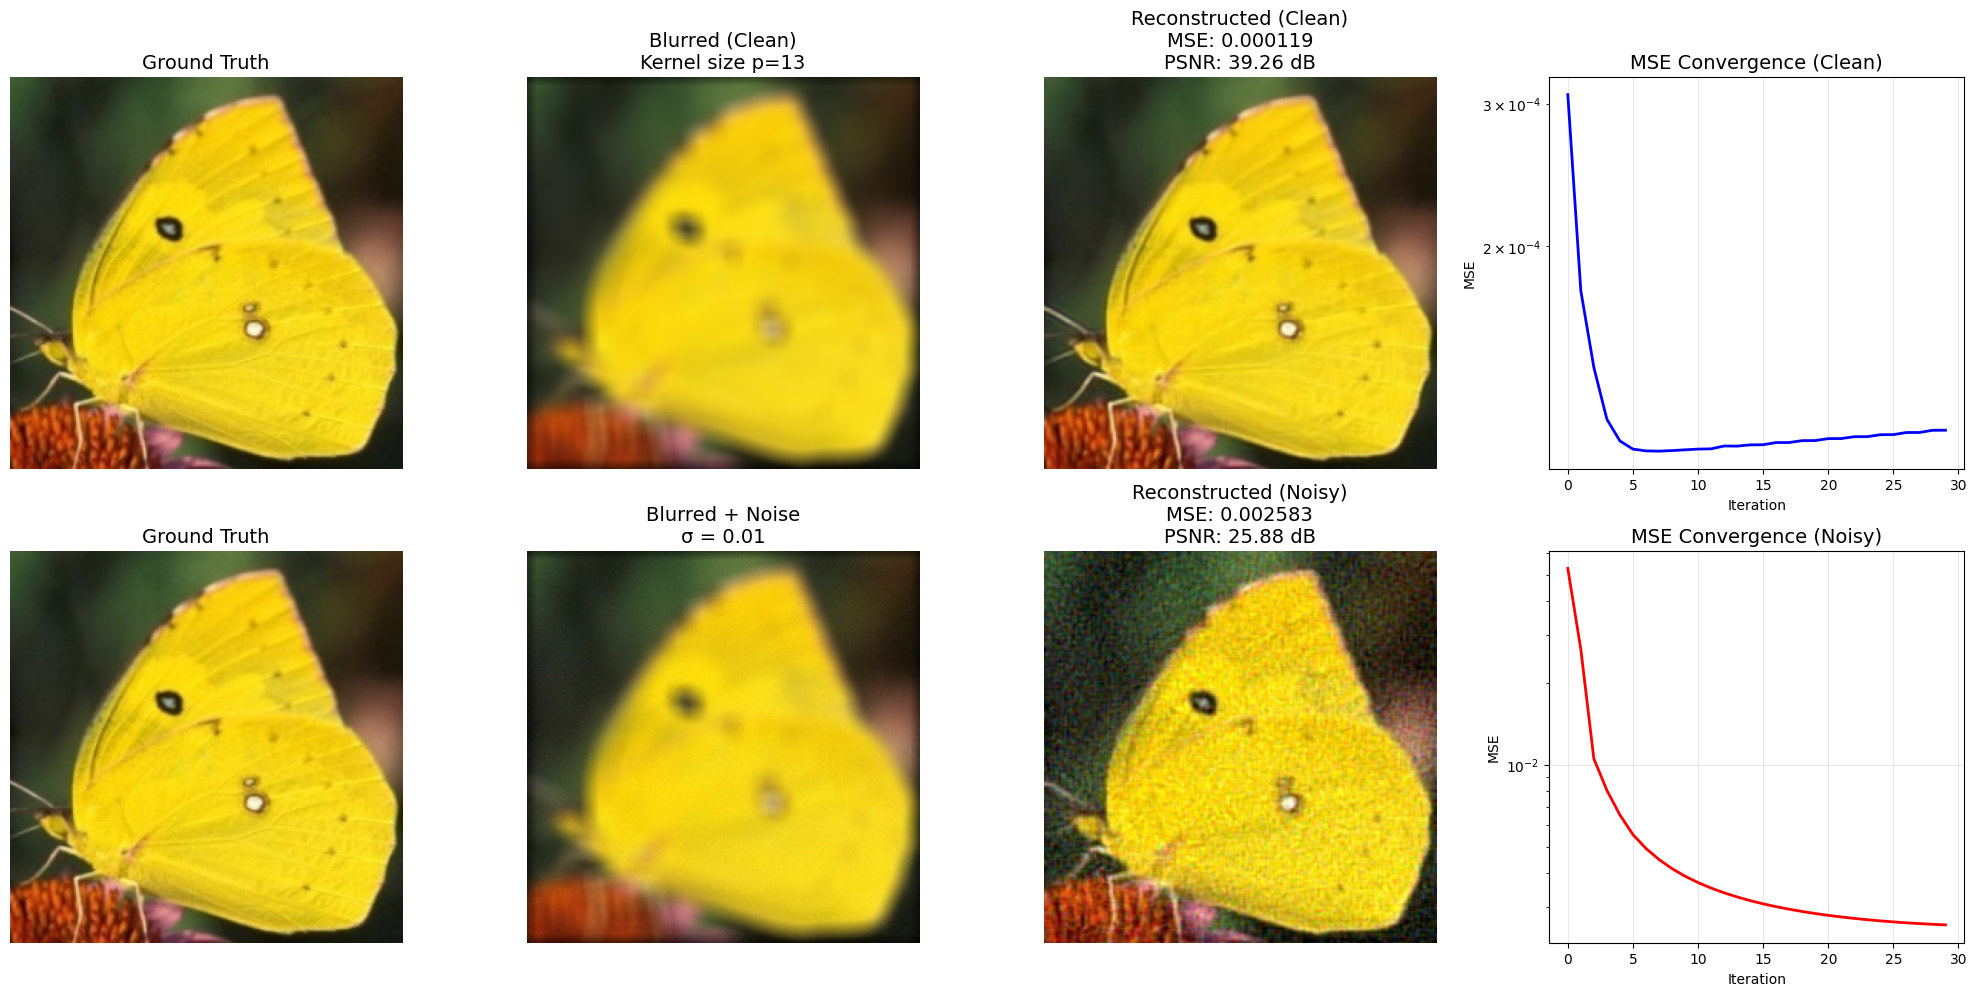 Ground Truth
Blurred (Clean)
Kernel size p=13
Reconstructed (Clean)
MSE: 0.000119
PSNR: 39.26 dB
MSE Convergence (Clean)
3 × 10⁻⁴
2 × 10⁻⁴
MSE
0 5 10 15 20 25 30
Iteration
Ground Truth
Blurred + Noise
σ = 0.01
Reconstructed (Noisy)
MSE: 0.002583
PSNR: 25.88 dB
MSE Convergence (Noisy)
10⁻²
MSE
0 5 10 15 20 25 30
Iteration